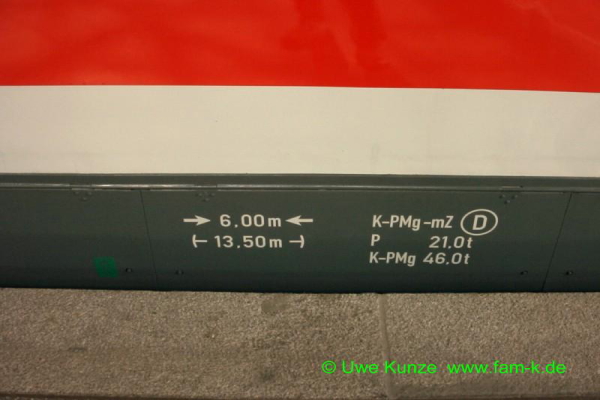 → 6,00m ←
(– 13,50m –)
K-PMg-mZ D
P 21,0t
K-PMg 46,0t
© Uwe Kunze www.fam-k.de